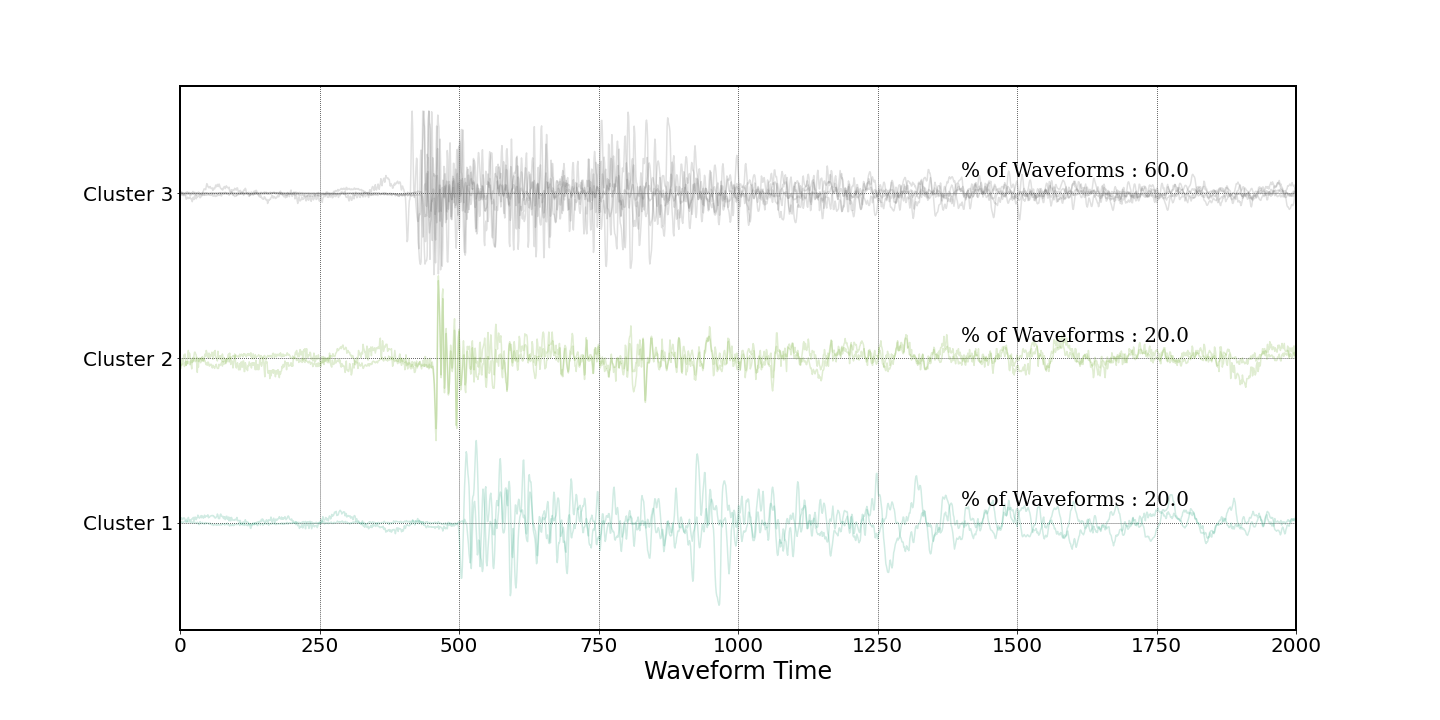 Cluster 3
% of Waveforms : 60.0
Cluster 2
% of Waveforms : 20.0
Cluster 1
% of Waveforms : 20.0
0 250 500 750 1000 1250 1500 1750 2000
Waveform Time